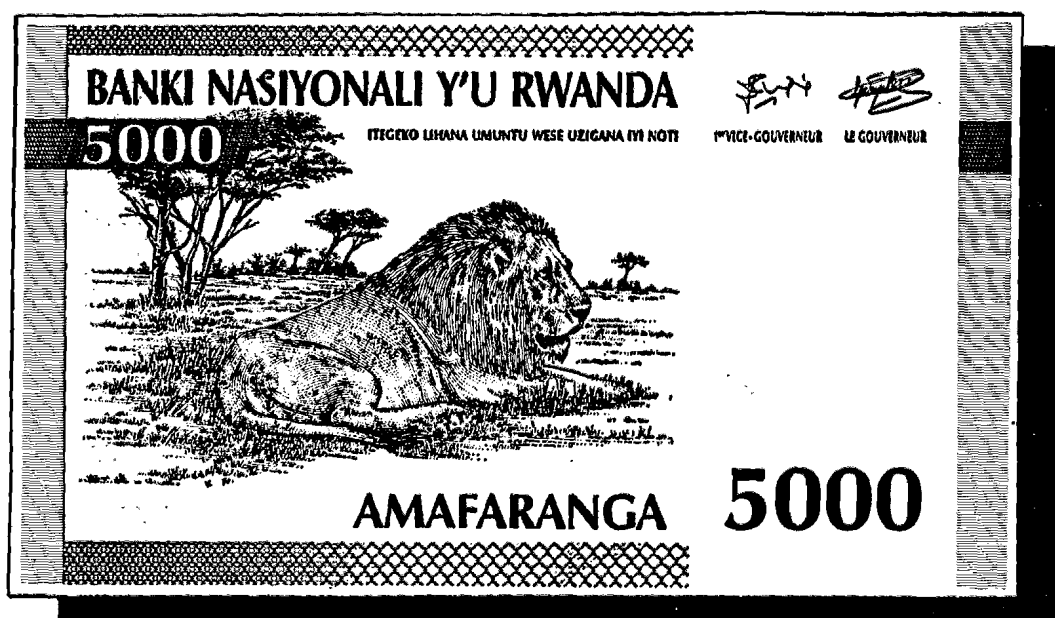 BANKI NASIYONALI Y'U RWANDA
5000
ITEGEKO LIHANA UMUNTU WESE UZIGANA IYI NOTI
1er VICE-GOUVERNEUR
LE GOUVERNEUR
AMAFARANGA
5000